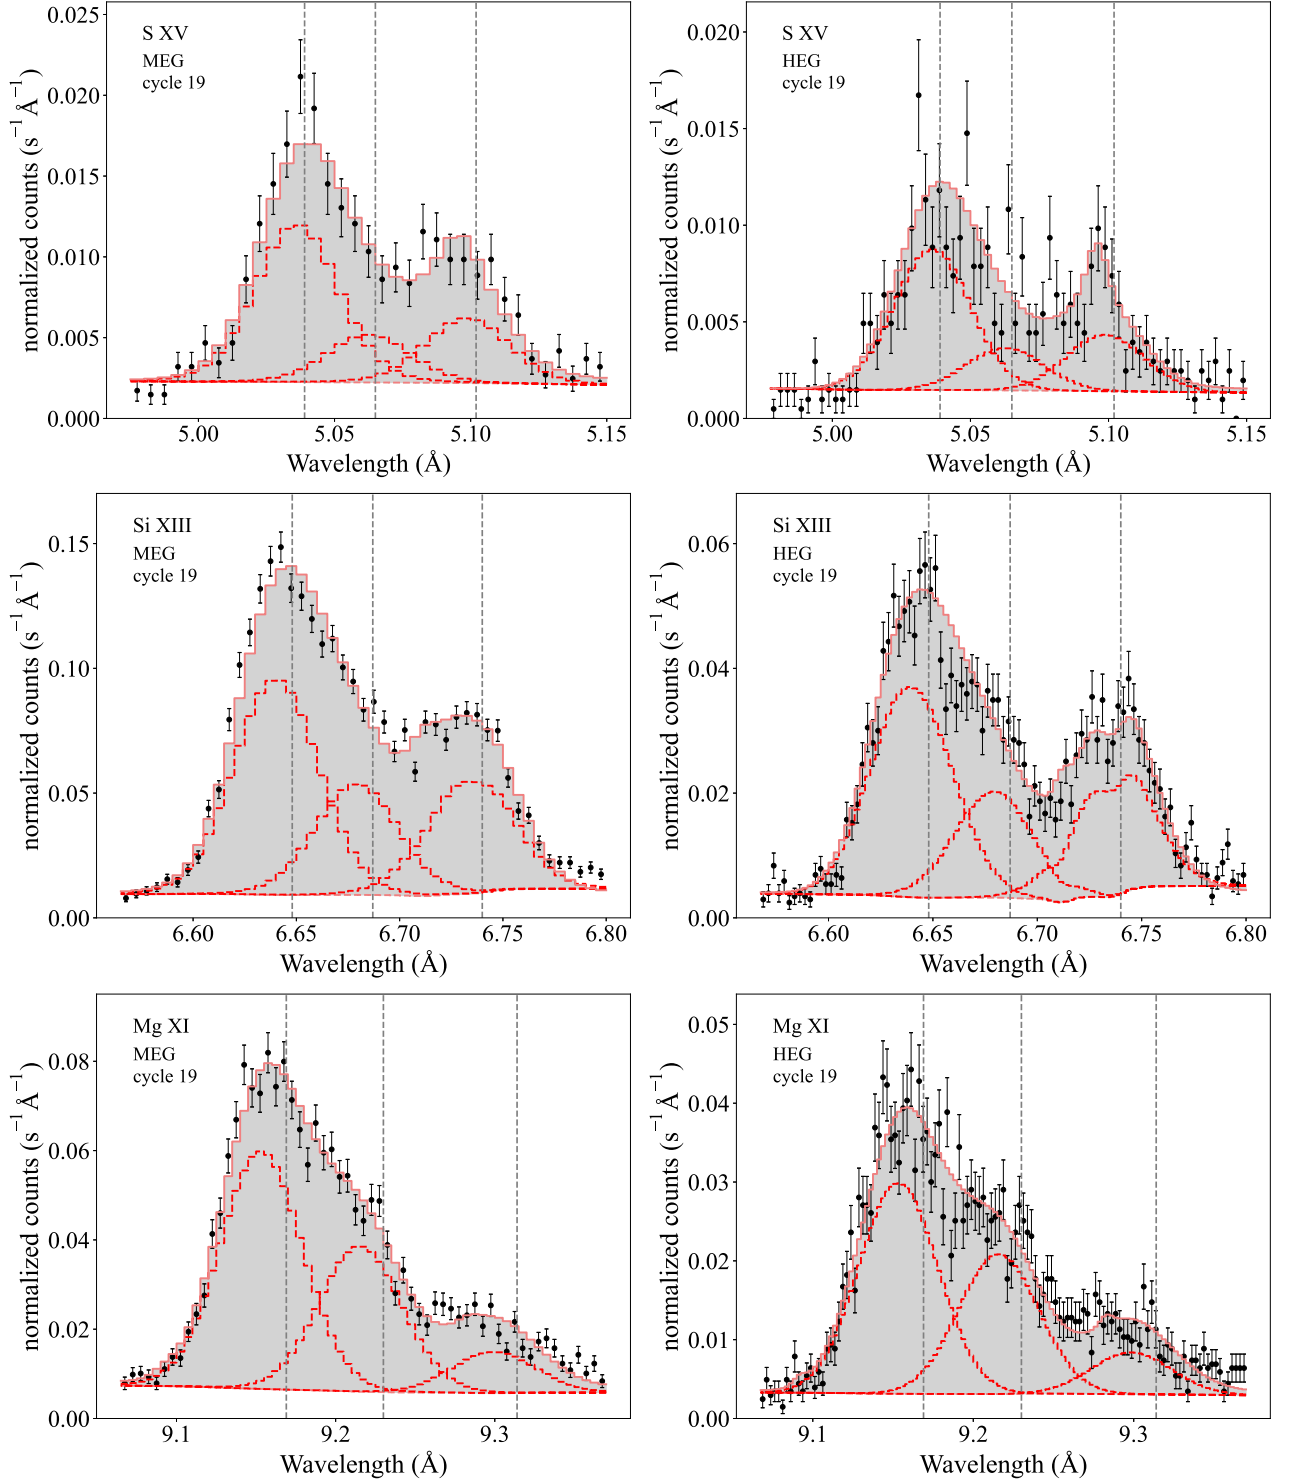 S XV
MEG
cycle 19
0.025
0.020
0.015
0.010
0.005
0.000
normalized counts (s⁻¹ Å⁻¹)
5.00 5.05 5.10 5.15
Wavelength (Å)
S XV
HEG
cycle 19
0.020
0.015
0.010
0.005
0.000
normalized counts (s⁻¹ Å⁻¹)
5.00 5.05 5.10 5.15
Wavelength (Å)
Si XIII
MEG
cycle 19
0.15
0.10
0.05
0.00
normalized counts (s⁻¹ Å⁻¹)
6.60 6.65 6.70 6.75 6.80
Wavelength (Å)
Si XIII
HEG
cycle 19
0.06
0.04
0.02
0.00
normalized counts (s⁻¹ Å⁻¹)
6.60 6.65 6.70 6.75 6.80
Wavelength (Å)
Mg XI
MEG
cycle 19
0.08
0.06
0.04
0.02
0.00
normalized counts (s⁻¹ Å⁻¹)
9.1 9.2 9.3
Wavelength (Å)
Mg XI
HEG
cycle 19
0.05
0.04
0.03
0.02
0.01
0.00
normalized counts (s⁻¹ Å⁻¹)
9.1 9.2 9.3
Wavelength (Å)